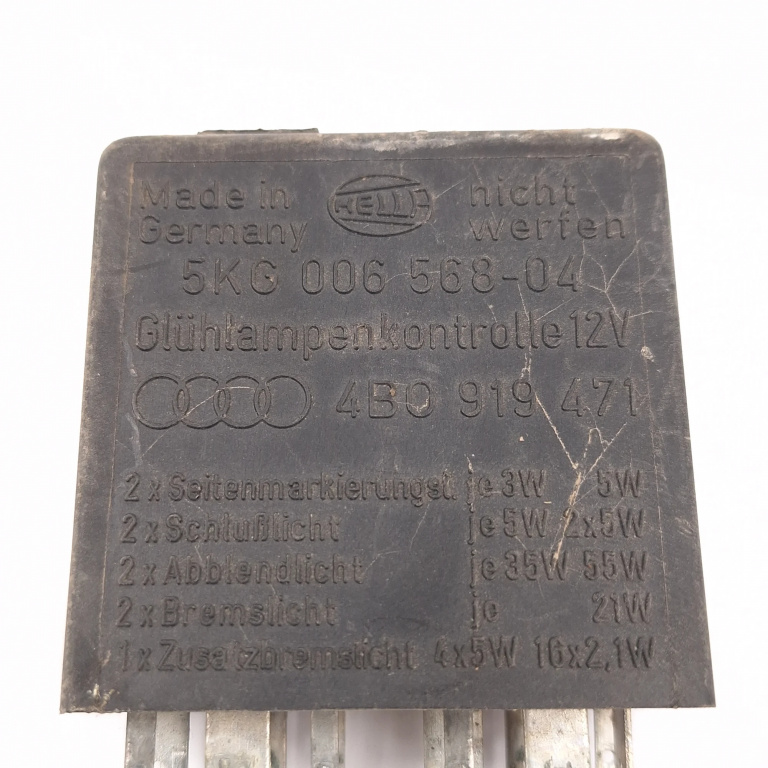 Made in HELLA nicht
Germany werfen
5KG 006 568-04
Glühlampenkontrolle 12V
4B0 919 471
2 x Seitenmarkierungsl. je 3W 5W
2 x Schlußlicht je 5W 2x5W
2 x Abblendlicht je 35W 55W
2 x Bremslicht je 21W
1 x Zusatzbremslicht 4x5W 16x2,1W